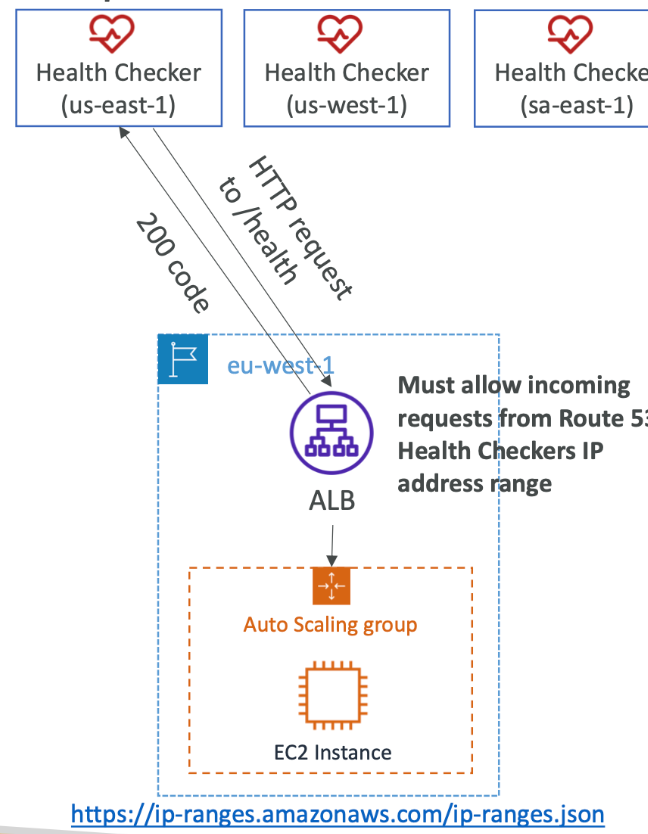 Health Checker
(us-east-1)
Health Checker
(us-west-1)
Health Checke
(sa-east-1)
HTTP request
to /health
200 code
eu-west-1
Must allow incoming
requests from Route 53
Health Checkers IP
address range
ALB
Auto Scaling group
EC2 Instance
https://ip-ranges.amazonaws.com/ip-ranges.json